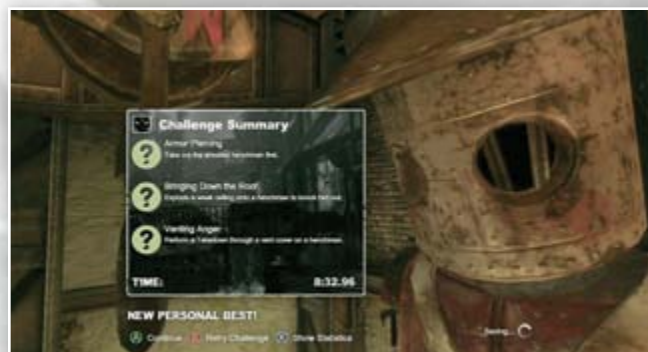 Challenge Summary
Armor Piercing
Take out the armored henchman first.
Bringing Down the Roof
Explode a weak ceiling onto a henchman to knock him out.
Venting Anger
Perform a Takedown through a vent cover on a henchman.
TIME: 8:32.96
NEW PERSONAL BEST!
Continue Retry Challenge Show Statistics
Saving...